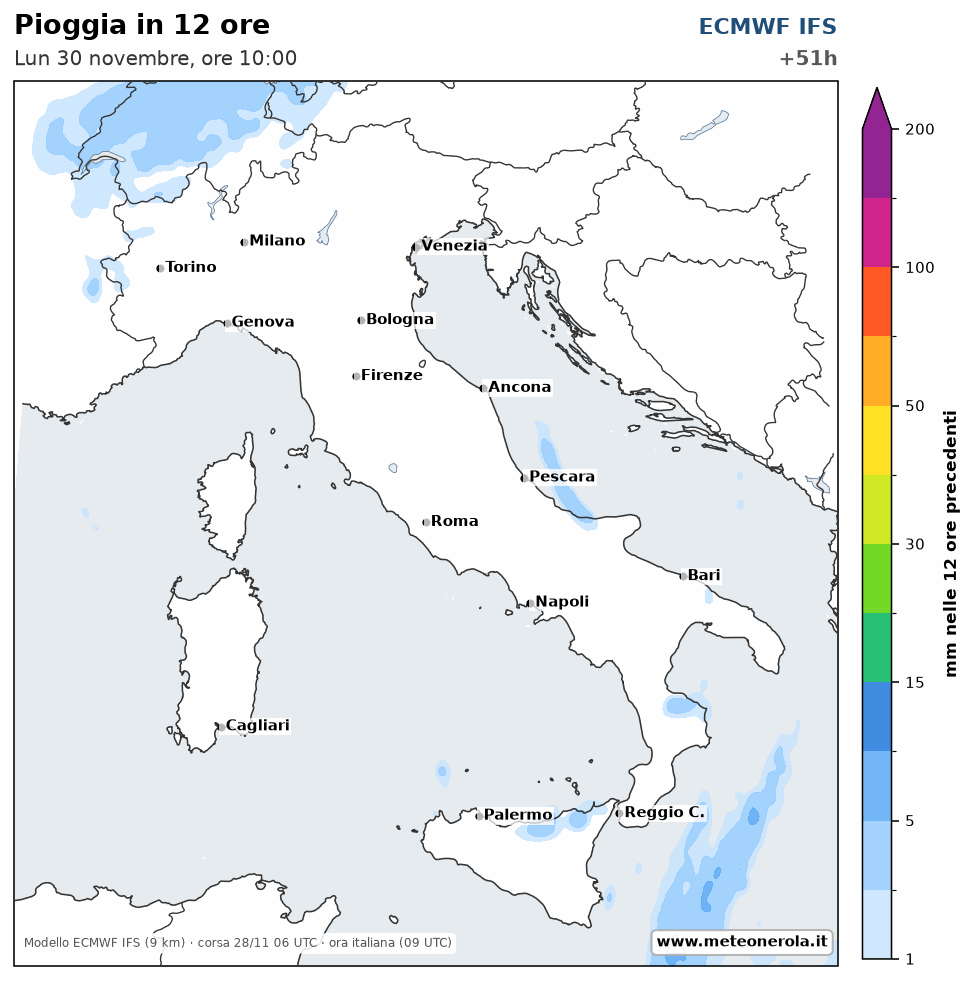 Pioggia in 12 ore
ECMWF IFS
Lun 30 novembre, ore 10:00
+51h
Milano
Venezia
Torino
Genova
Bologna
Firenze
Ancona
Pescara
Roma
Bari
Napoli
Cagliari
Palermo
Reggio C.
Modello ECMWF IFS (9 km) · corsa 28/11 06 UTC · ora italiana (09 UTC)
www.meteonerola.it
200
100
50
30
15
5
1
mm nelle 12 ore precedenti